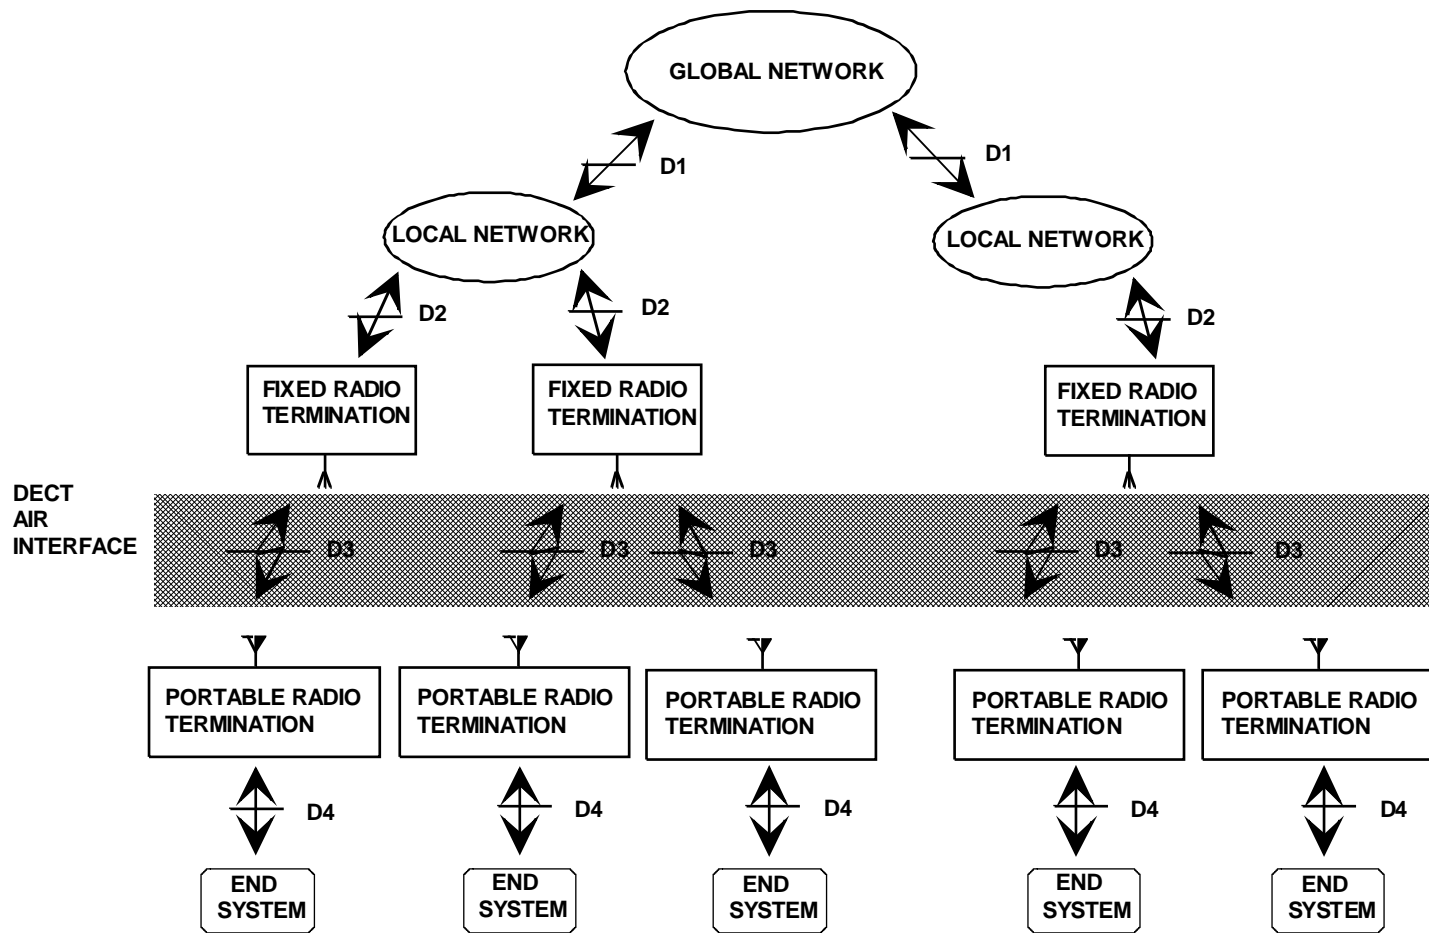 GLOBAL NETWORK
D1
D1
LOCAL NETWORK
LOCAL NETWORK
D2
D2
D2
FIXED RADIO
TERMINATION
FIXED RADIO
TERMINATION
FIXED RADIO
TERMINATION
DECT
AIR
INTERFACE
D3
D3
D3
D3
D3
PORTABLE RADIO
TERMINATION
PORTABLE RADIO
TERMINATION
PORTABLE RADIO
TERMINATION
PORTABLE RADIO
TERMINATION
PORTABLE RADIO
TERMINATION
D4
D4
D4
D4
D4
END
SYSTEM
END
SYSTEM
END
SYSTEM
END
SYSTEM
END
SYSTEM